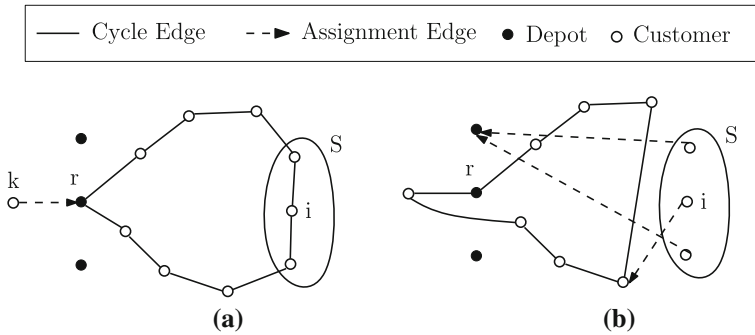 Cycle Edge Assignment Edge Depot Customer
k r S i
r S i
(a) (b)